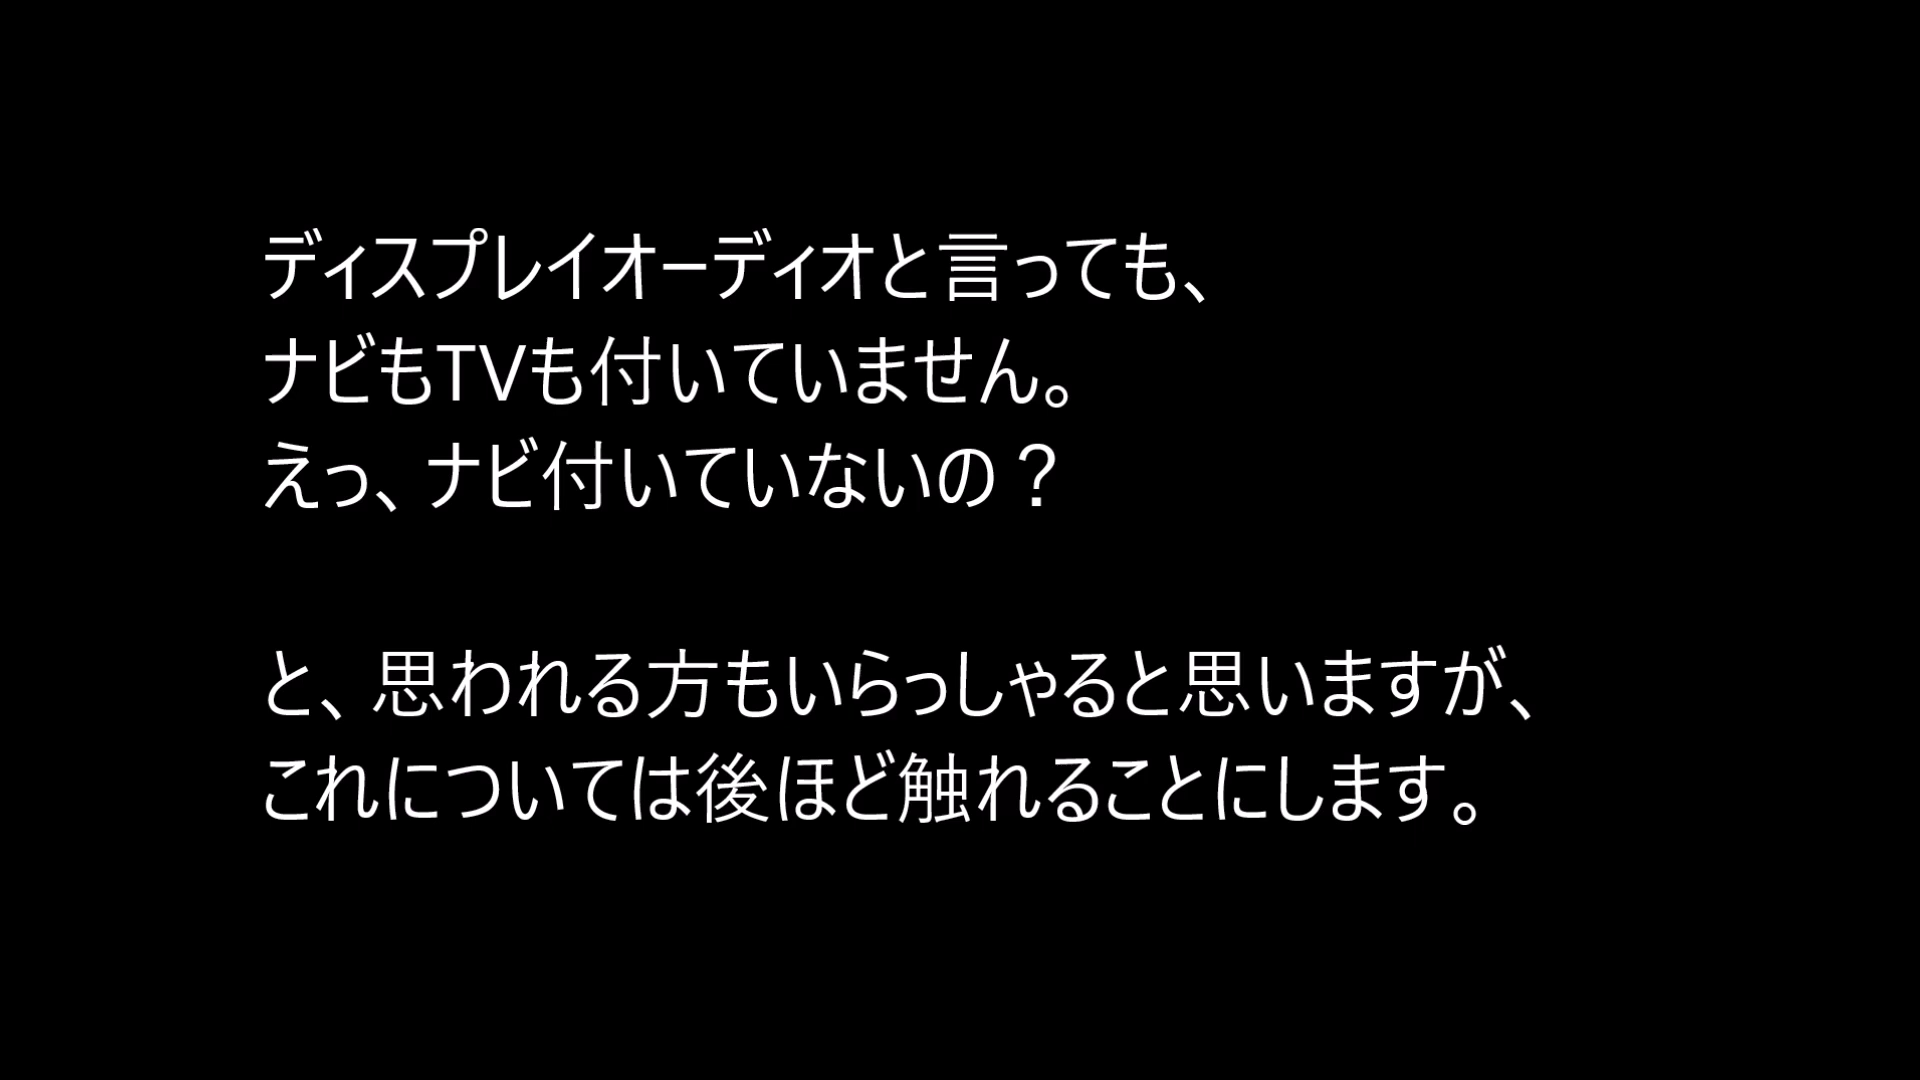 ディスプレイオーディオと言っても、
ナビもTVも付いていません。
えっ、ナビ付いていないの？
と、思われる方もいらっしゃると思いますが、
これについては後ほど触れることにします。